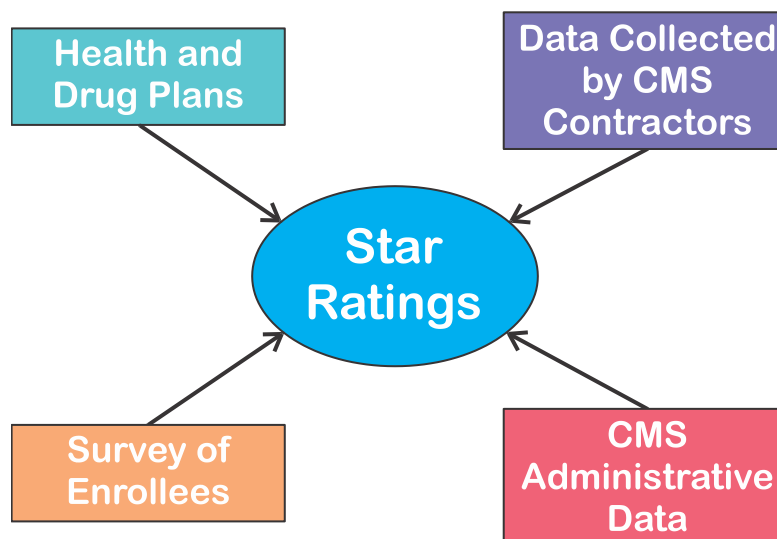 Health and
Drug Plans
Data Collected
by CMS
Contractors
Star
Ratings
Survey of
Enrollees
CMS
Administrative
Data